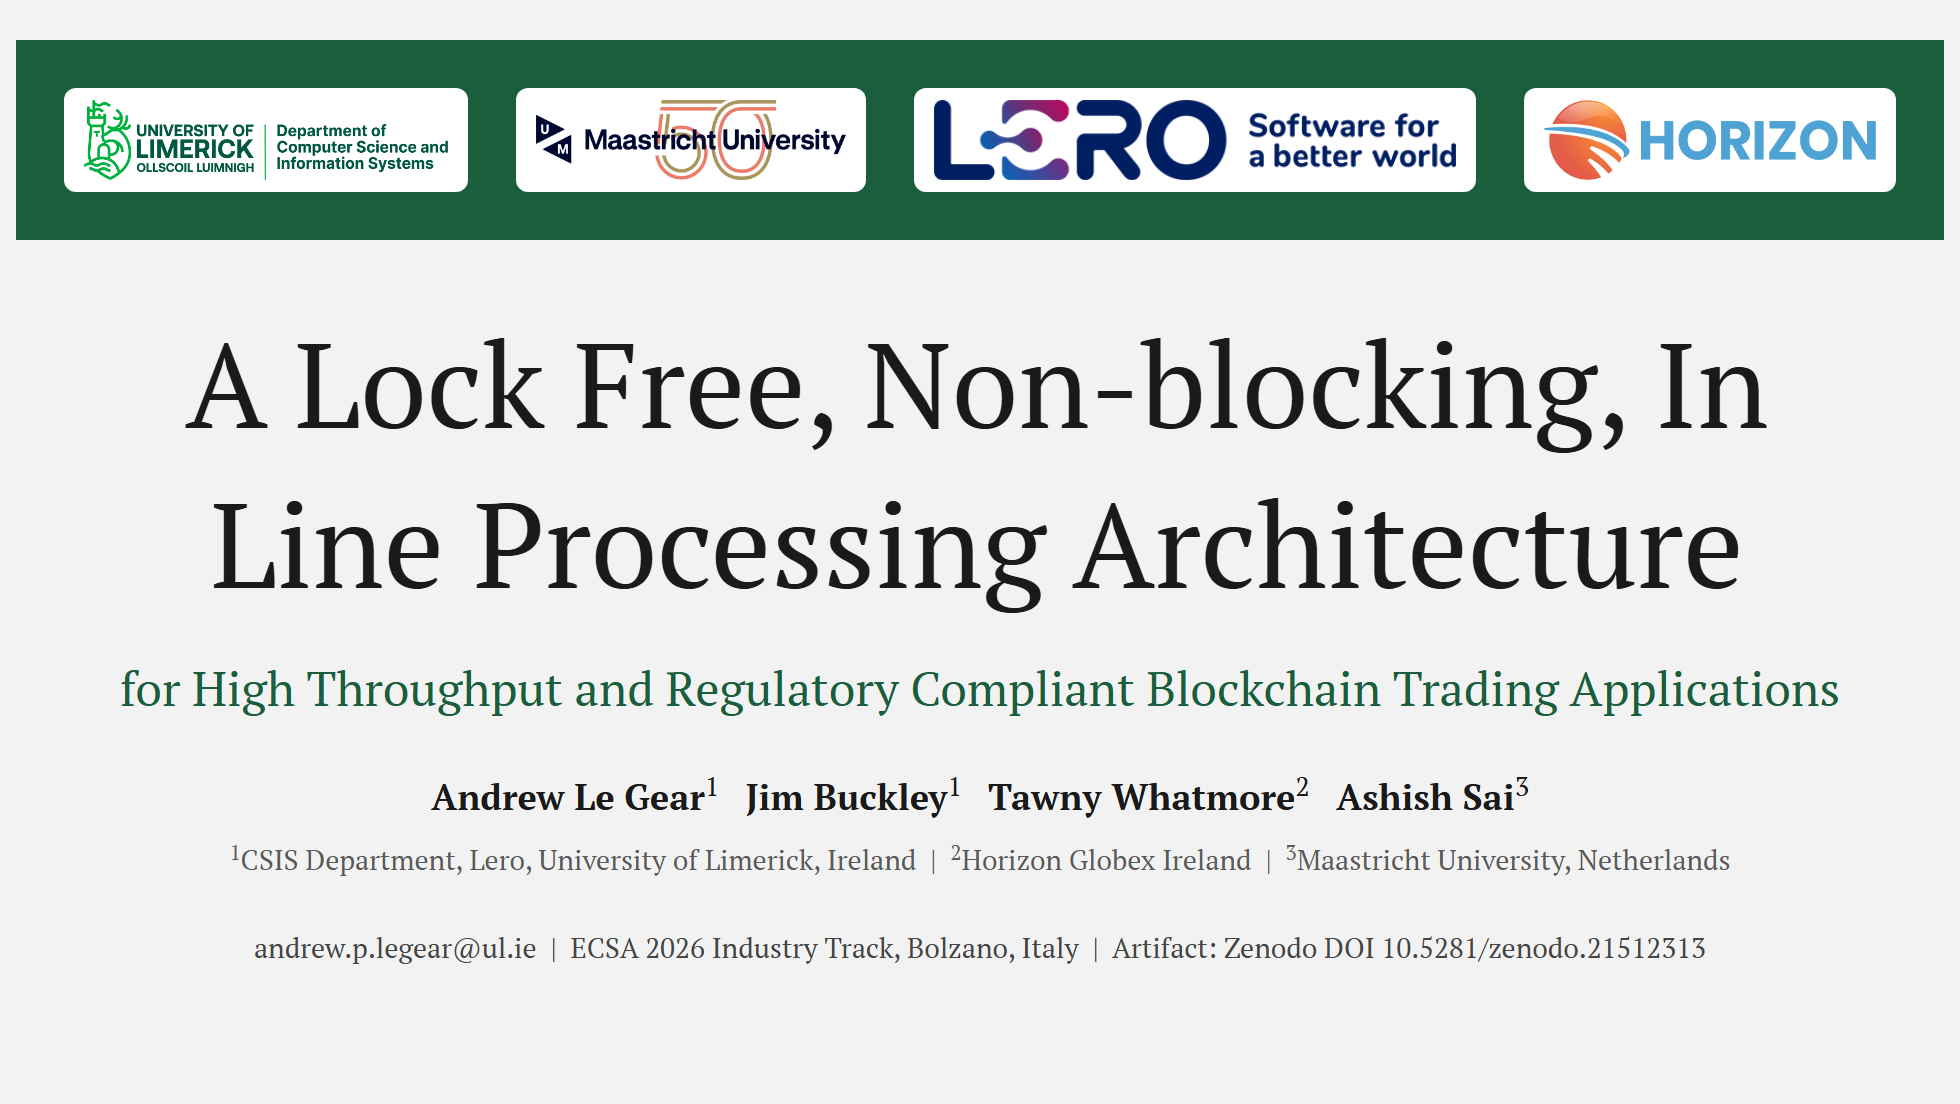 UNIVERSITY OF
LIMERICK
OLLSCOIL LUIMNIGH
Department of
Computer Science and
Information Systems
UM
50
Maastricht University
LERO
Software for
a better world
HORIZON
A Lock Free, Non-blocking, In
Line Processing Architecture
for High Throughput and Regulatory Compliant Blockchain Trading Applications
Andrew Le Gear¹ Jim Buckley¹ Tawny Whatmore² Ashish Sai³
¹CSIS Department, Lero, University of Limerick, Ireland | ²Horizon Globex Ireland | ³Maastricht University, Netherlands
andrew.p.legear@ul.ie | ECSA 2026 Industry Track, Bolzano, Italy | Artifact: Zenodo DOI 10.5281/zenodo.21512313